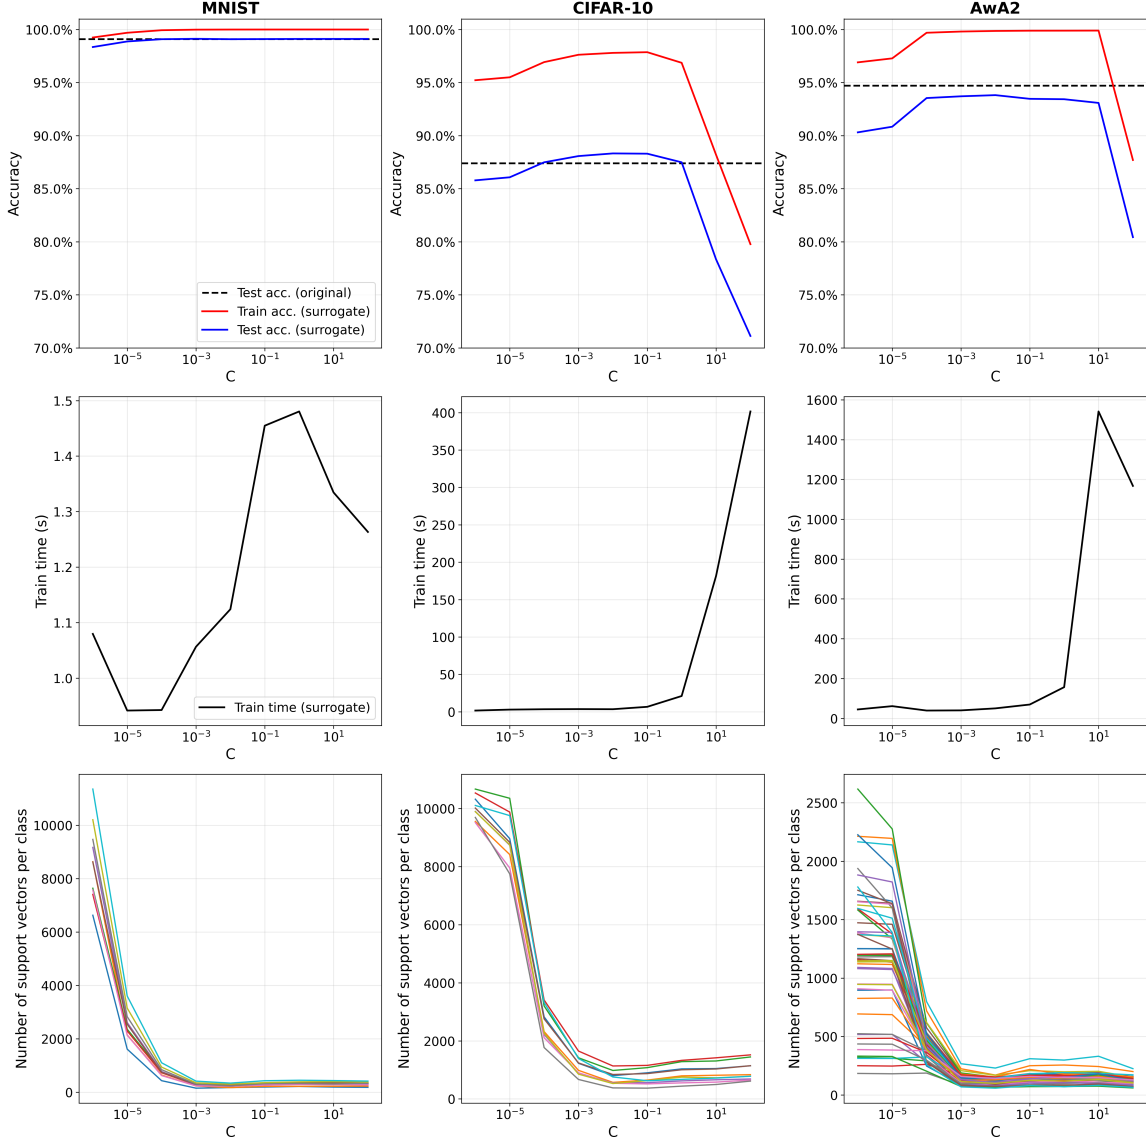 MNIST
CIFAR-10
AwA2
100.0%
95.0%
90.0%
85.0%
80.0%
75.0%
70.0%
Accuracy
10⁻⁵ 10⁻³ 10⁻¹ 10¹
C
Test acc. (original)
Train acc. (surrogate)
Test acc. (surrogate)
100.0%
95.0%
90.0%
85.0%
80.0%
75.0%
70.0%
Accuracy
10⁻⁵ 10⁻³ 10⁻¹ 10¹
C
100.0%
95.0%
90.0%
85.0%
80.0%
75.0%
70.0%
Accuracy
10⁻⁵ 10⁻³ 10⁻¹ 10¹
C
1.5
1.4
1.3
1.2
1.1
1.0
Train time (s)
Train time (surrogate)
10⁻⁵ 10⁻³ 10⁻¹ 10¹
C
400
350
300
250
200
150
100
50
0
Train time (s)
10⁻⁵ 10⁻³ 10⁻¹ 10¹
C
1600
1400
1200
1000
800
600
400
200
0
Train time (s)
10⁻⁵ 10⁻³ 10⁻¹ 10¹
C
10000
8000
6000
4000
2000
0
Number of support vectors per class
10⁻⁵ 10⁻³ 10⁻¹ 10¹
C
10000
8000
6000
4000
2000
0
Number of support vectors per class
10⁻⁵ 10⁻³ 10⁻¹ 10¹
C
2500
2000
1500
1000
500
0
Number of support vectors per class
10⁻⁵ 10⁻³ 10⁻¹ 10¹
C